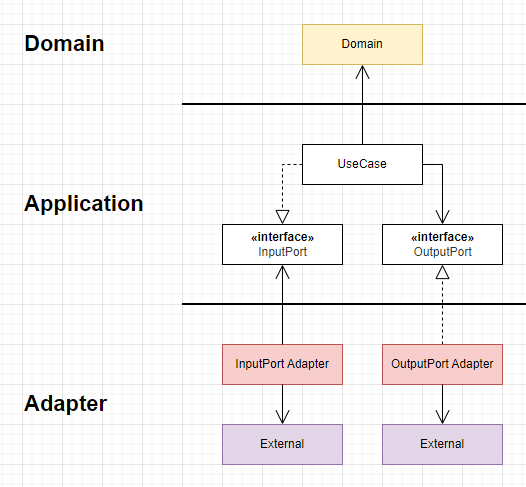 Domain
Domain
UseCase
Application
«interface»
InputPort
«interface»
OutputPort
InputPort Adapter
OutputPort Adapter
Adapter
External
External